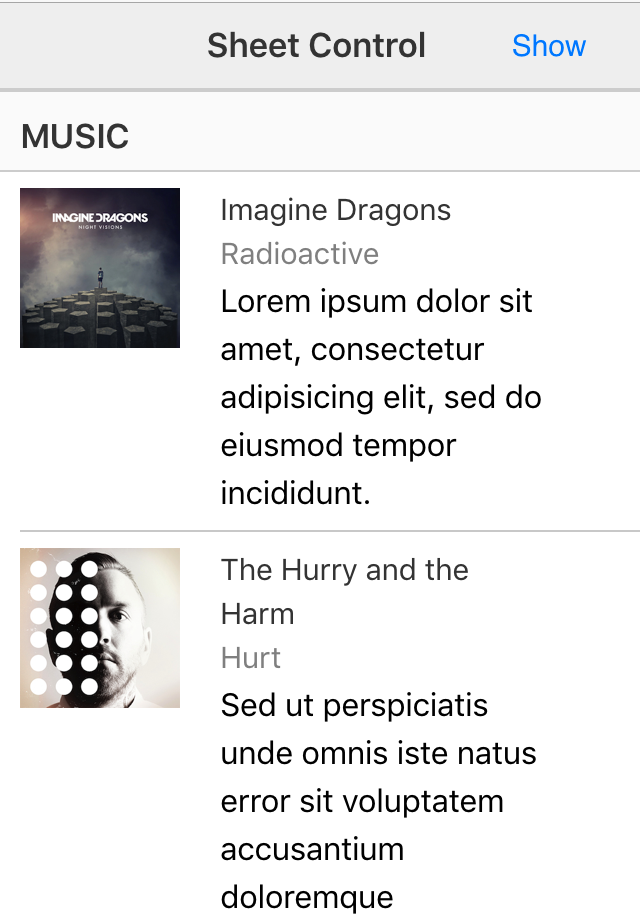 Sheet Control
Show
MUSIC
IMAGINE DRAGONS
NIGHT VISIONS
Imagine Dragons
Radioactive
Lorem ipsum dolor sit
amet, consectetur
adipisicing elit, sed do
eiusmod tempor
incididunt.
The Hurry and the
Harm
Hurt
Sed ut perspiciatis
unde omnis iste natus
error sit voluptatem
accusantium
doloremque